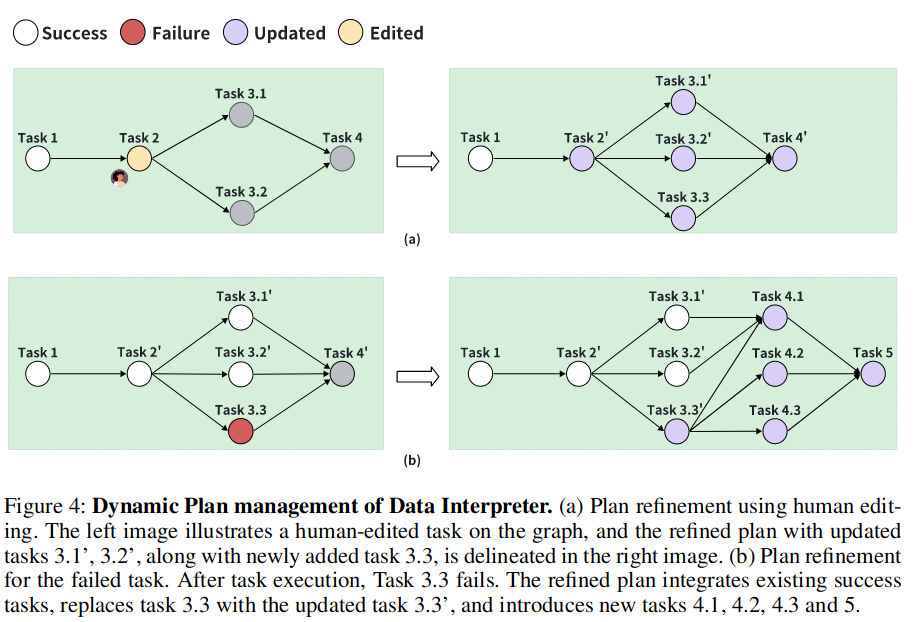 Success Failure Updated Edited
Task 1 Task 2 Task 3.1 Task 3.2 Task 4
Task 1 Task 2' Task 3.1' Task 3.2' Task 3.3 Task 4'
(a)
Task 1 Task 2' Task 3.1' Task 3.2' Task 3.3 Task 4'
Task 1 Task 2' Task 3.1' Task 3.2' Task 3.3' Task 4.1 Task 4.2 Task 4.3 Task 5
(b)
Figure 4: Dynamic Plan management of Data Interpreter. (a) Plan refinement using human edit-
ing. The left image illustrates a human-edited task on the graph, and the refined plan with updated
tasks 3.1’, 3.2’, along with newly added task 3.3, is delineated in the right image. (b) Plan refinement
for the failed task. After task execution, Task 3.3 fails. The refined plan integrates existing success
tasks, replaces task 3.3 with the updated task 3.3’, and introduces new tasks 4.1, 4.2, 4.3 and 5.